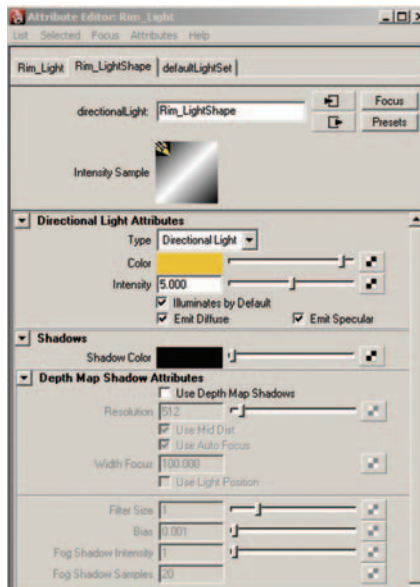 Attribute Editor: Rim_Light
List Selected Focus Attributes Help
Rim_Light Rim_LightShape defaultLightSet
directionalLight: Rim_LightShape Focus
Presets
Intensity Sample
Directional Light Attributes
Type Directional Light
Color
Intensity 5.000
Illuminates by Default
Emit Diffuse Emit Specular
Shadows
Shadow Color
Depth Map Shadow Attributes
Use Depth Map Shadows
Resolution 512
Use Mid Dist
Use Auto Focus
Width Focus 100.000
Use Light Position
Filter Size 1
Bias 0.001
Fog Shadow Intensity 1
Fog Shadow Samples 20